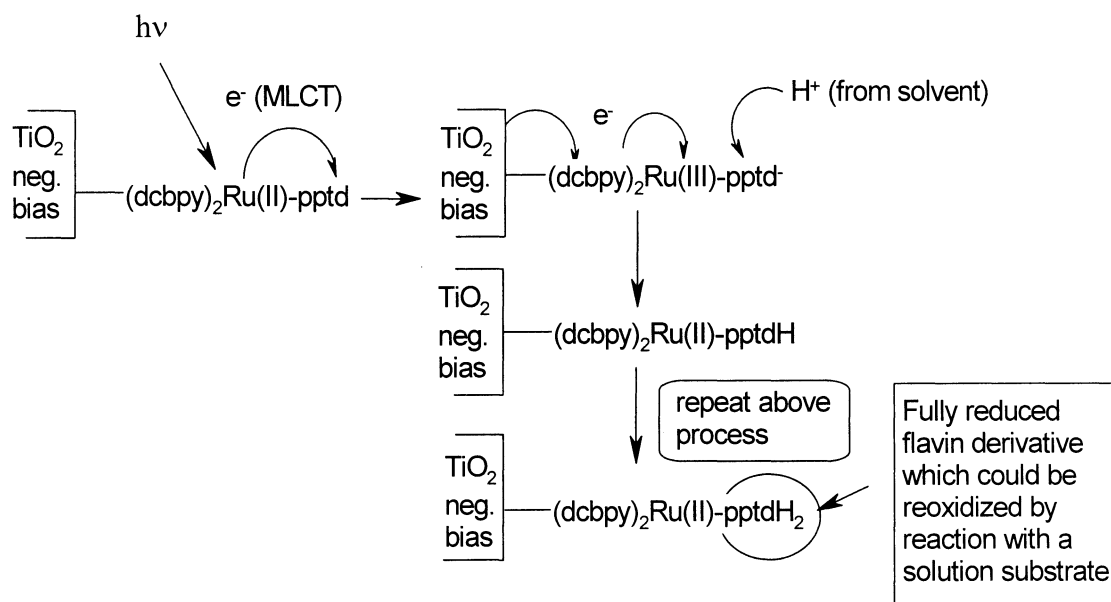 hν
e⁻ (MLCT)
TiO₂
neg.
bias
(dcbpy)₂Ru(II)-pptd
TiO₂
neg.
bias
e⁻
H⁺ (from solvent)
(dcbpy)₂Ru(III)-pptd⁻
TiO₂
neg.
bias
(dcbpy)₂Ru(II)-pptdH
repeat above
process
TiO₂
neg.
bias
(dcbpy)₂Ru(II)-pptdH₂
Fully reduced
flavin derivative
which could be
reoxidized by
reaction with a
solution substrate